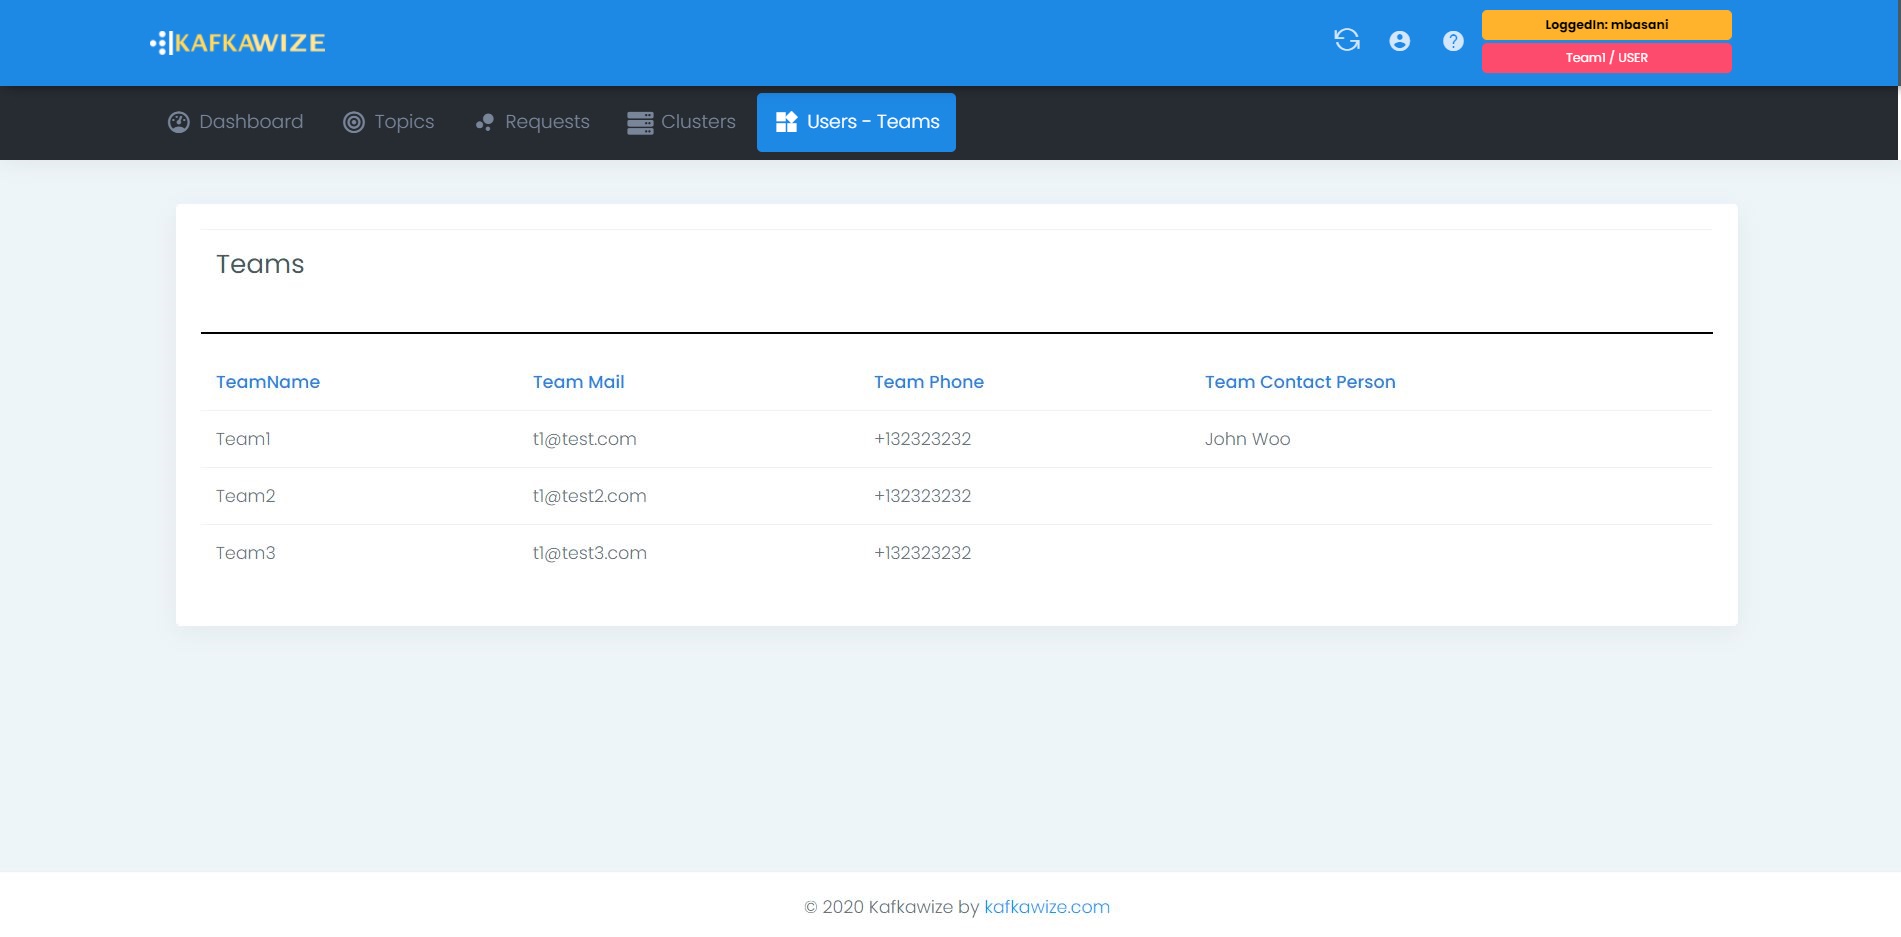 KAFKAWIZE
LoggedIn: mbasani
Team1 / USER
Dashboard
Topics
Requests
Clusters
Users - Teams
Teams
TeamName Team Mail Team Phone Team Contact Person
Team1 t1@test.com +132323232 John Woo
Team2 t1@test2.com +132323232
Team3 t1@test3.com +132323232
© 2020 Kafkawize by kafkawize.com